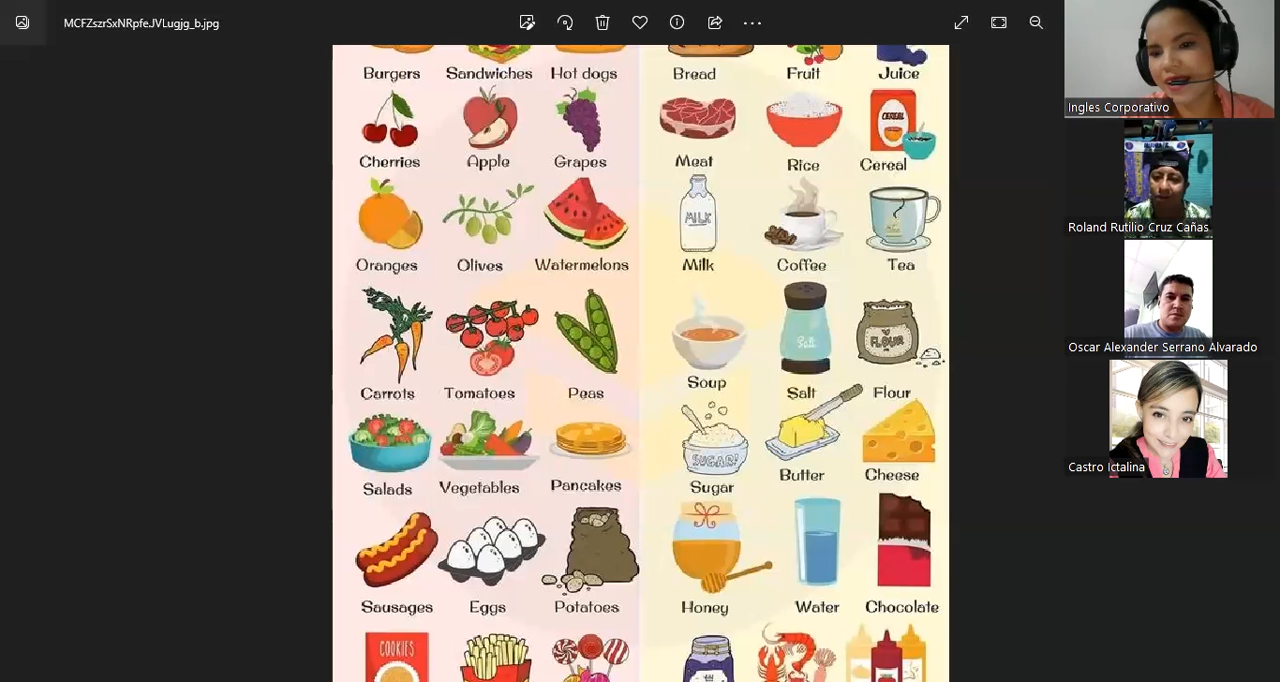 MCFZszrSxNRpfeJVLugjg_b.jpg
Burgers Sandwiches Hot dogs Bread Fruit Juice
CEREAL
Cherries Apple Grapes Meat Rice Cereal
MILK
Oranges Olives Watermelons Milk Coffee Tea
Salt FLOUR
Carrots Tomatoes Peas Soup Salt Flour
SUGAR!
Salads Vegetables Pancakes Sugar Butter Cheese
Sausages Eggs Potatoes Honey Water Chocolate
COOKIES
Ingles Corporativo
Roland Rutilio Cruz Cañas
Oscar Alexander Serrano Alvarado
Castro Ictalina